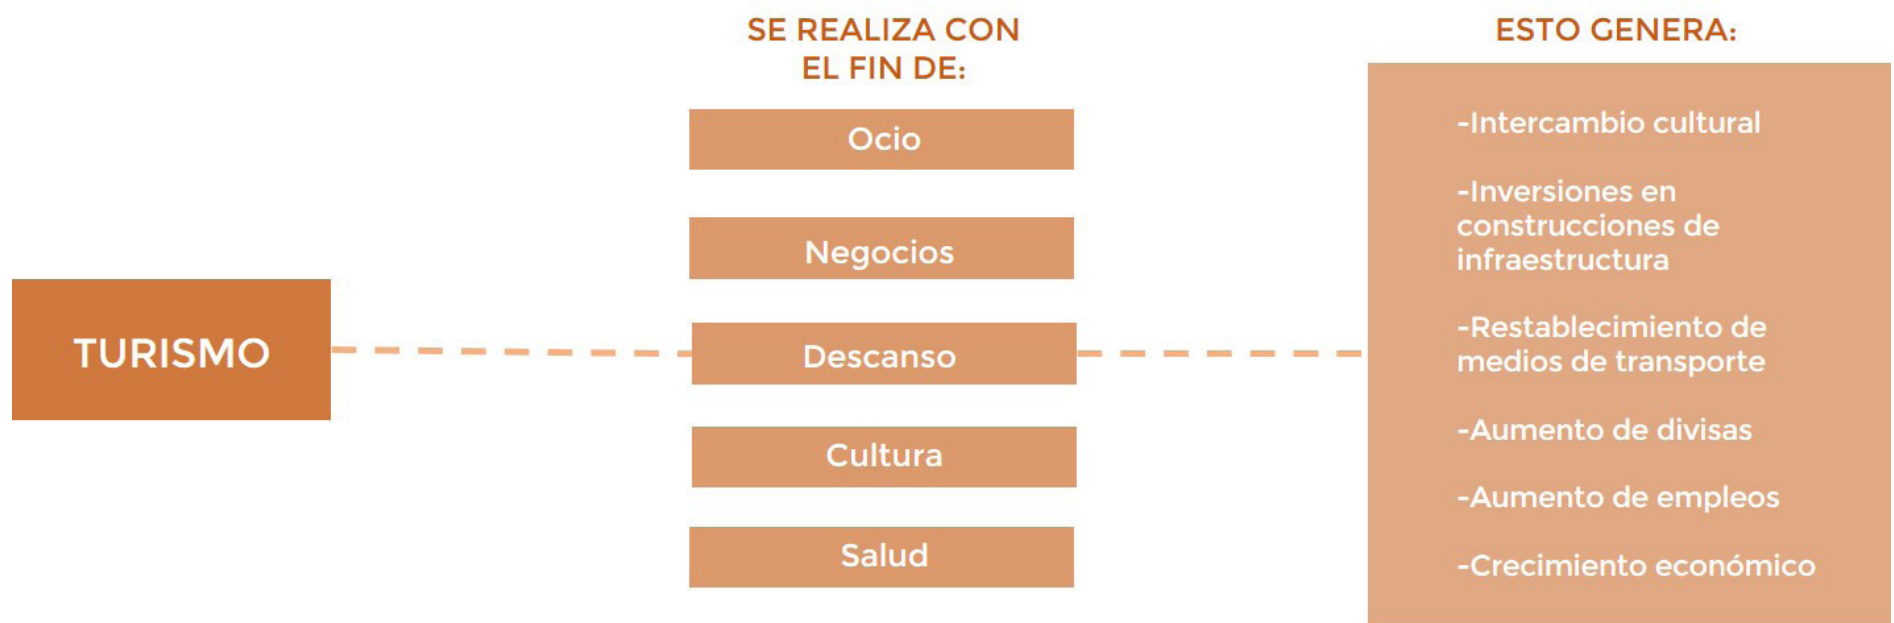 TURISMO
SE REALIZA CON
EL FIN DE:
Ocio
Negocios
Descanso
Cultura
Salud
ESTO GENERA:
-Intercambio cultural
-Inversiones en
construcciones de
infraestructura
-Restablecimiento de
medios de transporte
-Aumento de divisas
-Aumento de empleos
-Crecimiento económico